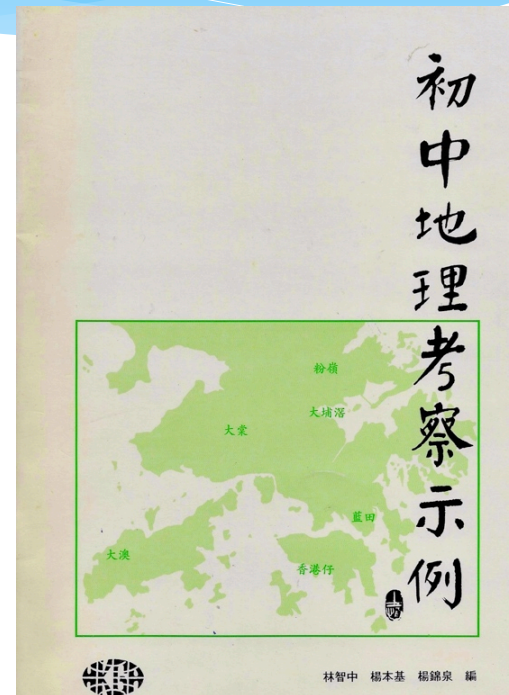 初中地理考察示例
粉嶺
大埔滘
大棠
藍田
大澳
香港仔
林智中 楊本基 楊錦泉 編